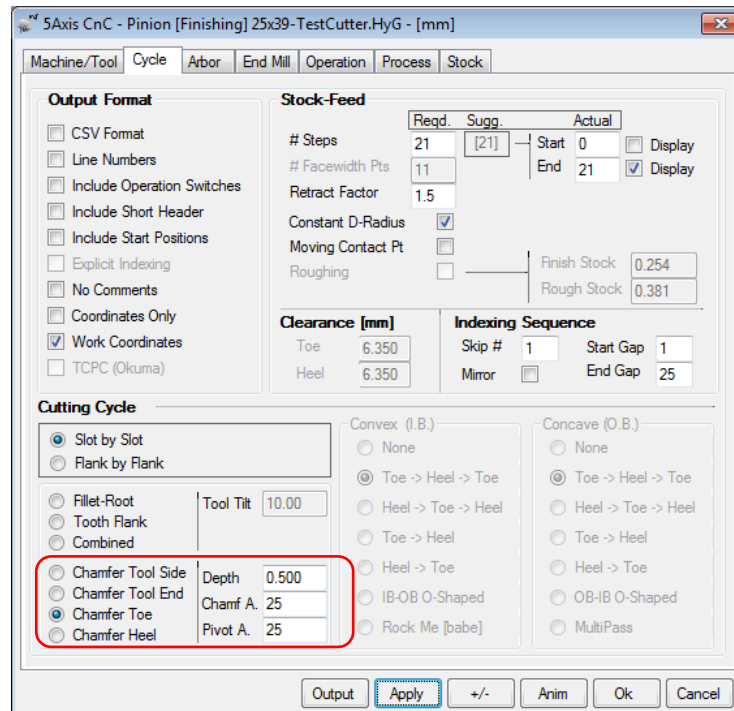 5Axis CnC - Pinion [Finishing] 25x39-TestCutter.HyG - [mm]
Machine/Tool Cycle Arbor End Mill Operation Process Stock
Output Format
CSV Format
Line Numbers
Include Operation Switches
Include Short Header
Include Start Positions
Explicit Indexing
No Comments
Coordinates Only
Work Coordinates
TCPC (Okuma)
Stock-Feed
Reqd. Sugg. Actual
# Steps 21 [21] Start 0 Display
# Facewidth Pts 11 End 21 Display
Retract Factor 1.5
Constant D-Radius
Moving Contact Pt
Roughing Finish Stock 0.254
Rough Stock 0.381
Clearance [mm]
Toe 6.350
Heel 6.350
Indexing Sequence
Skip # 1 Start Gap 1
Mirror End Gap 25
Cutting Cycle
Slot by Slot
Flank by Flank
Fillet-Root Tool Tilt 10.00
Tooth Flank
Combined
Chamfer Tool Side Depth 0.500
Chamfer Tool End Chamf A. 25
Chamfer Toe Pivot A. 25
Chamfer Heel
Convex (I.B.)
None
Toe -> Heel -> Toe
Heel -> Toe -> Heel
Toe -> Heel
Heel -> Toe
IB-OB O-Shaped
Rock Me [babe]
Concave (O.B.)
None
Toe -> Heel -> Toe
Heel -> Toe -> Heel
Toe -> Heel
Heel -> Toe
OB-IB O-Shaped
MultiPass
Output Apply +/- Anim Ok Cancel